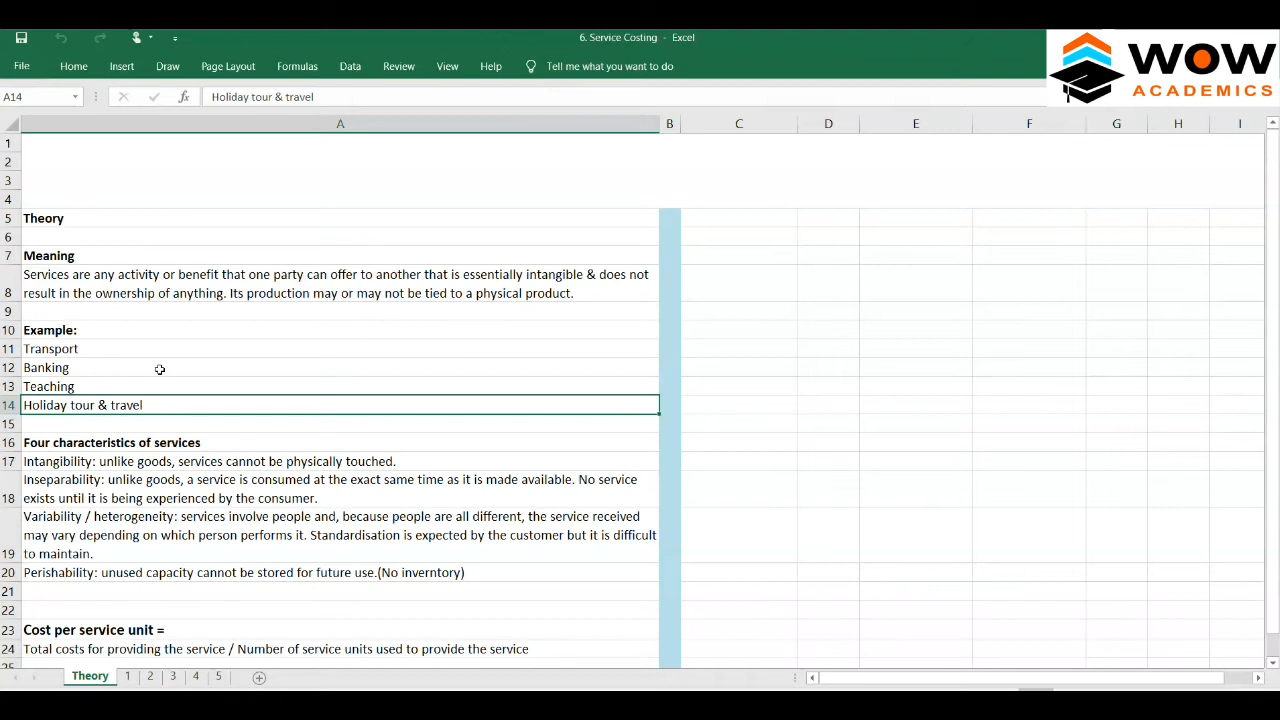 6. Service Costing - Excel
WOW
ACADEMICS
File Home Insert Draw Page Layout Formulas Data Review View Help Tell me what you want to do
A14 fx Holiday tour & travel
A B C D E F G H I
1
2
3
4
5 Theory
6
7 Meaning
Services are any activity or benefit that one party can offer to another that is essentially intangible & does not
8 result in the ownership of anything. Its production may or may not be tied to a physical product.
9
10 Example:
11 Transport
12 Banking
13 Teaching
14 Holiday tour & travel
15
16 Four characteristics of services
17 Intangibility: unlike goods, services cannot be physically touched.
Inseparability: unlike goods, a service is consumed at the exact same time as it is made available. No service
18 exists until it is being experienced by the consumer.
Variability / heterogeneity: services involve people and, because people are all different, the service received
may vary depending on which person performs it. Standardisation is expected by the customer but it is difficult
19 to maintain.
20 Perishability: unused capacity cannot be stored for future use.(No inverntory)
21
22
23 Cost per service unit =
24 Total costs for providing the service / Number of service units used to provide the service
25
Theory 1 2 3 4 5